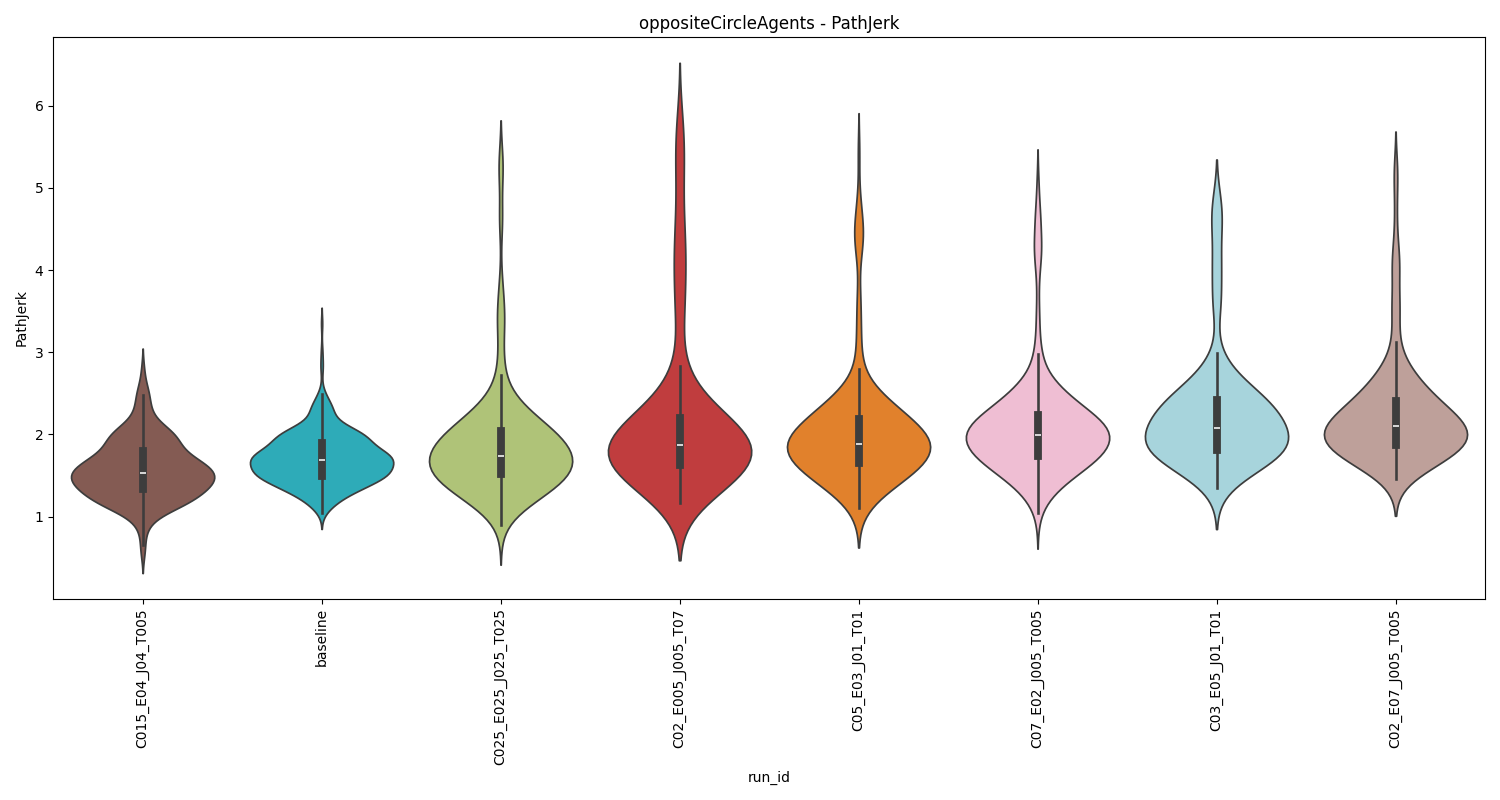 oppositeCircleAgents - PathJerk
PathJerk
6
5
4
3
2
1
C015_E04_J04_T005
baseline
C025_E025_J025_T025
C02_E005_J005_T07
C05_E03_J01_T01
C07_E02_J005_T005
C03_E05_J01_T01
C02_E07_J005_T005
run_id